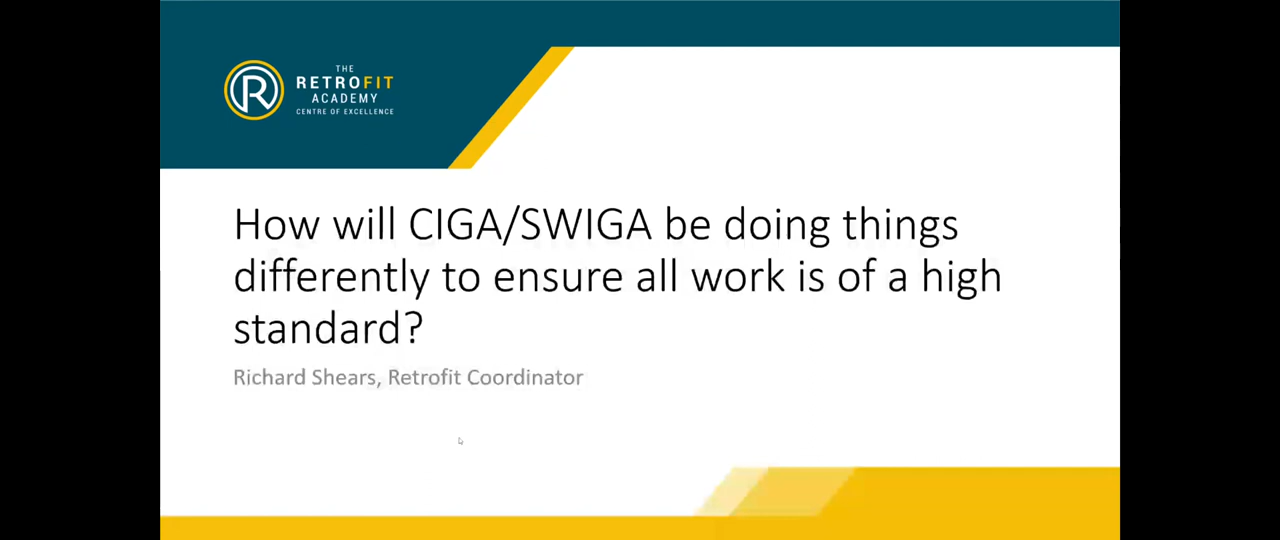 THE
RETROFIT
ACADEMY
CENTRE OF EXCELLENCE
How will CIGA/SWIGA be doing things
differently to ensure all work is of a high
standard?
Richard Shears, Retrofit Coordinator